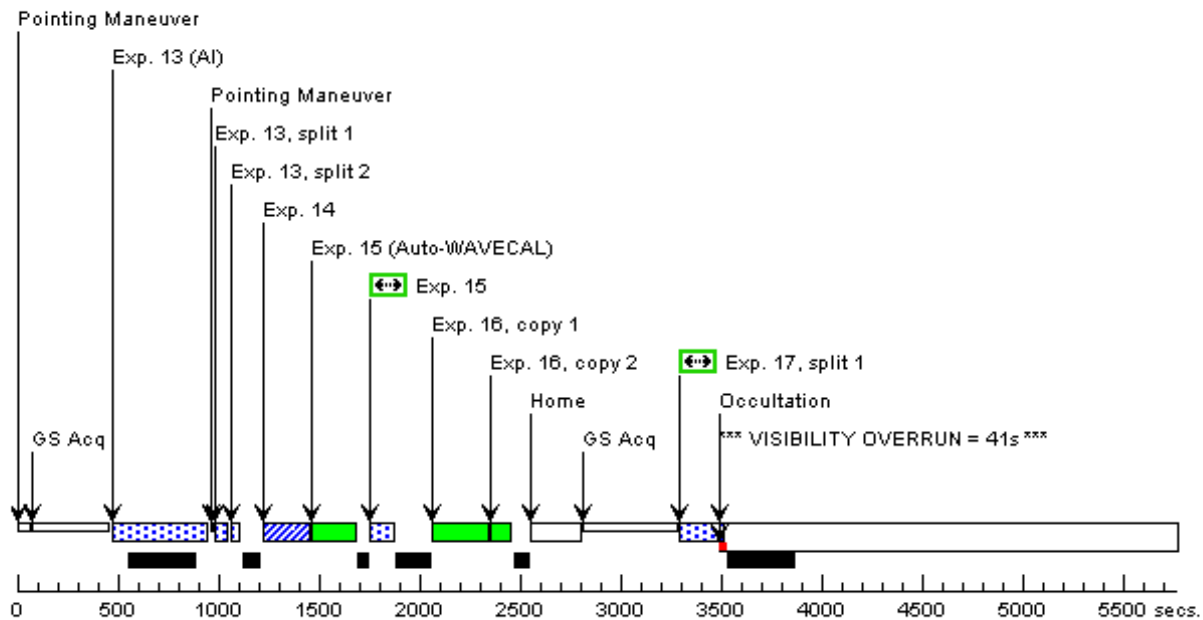 Pointing Maneuver
Exp. 13 (AI)
Pointing Maneuver
Exp. 13, split 1
Exp. 13, split 2
Exp. 14
Exp. 15 (Auto-WAVECAL)
Exp. 15
Exp. 16, copy 1
Exp. 16, copy 2
Exp. 17, split 1
Home
Occultation
GS Acq
GS Acq
*** VISIBILITY OVERRUN = 41s ***
0 500 1000 1500 2000 2500 3000 3500 4000 4500 5000 5500 secs.